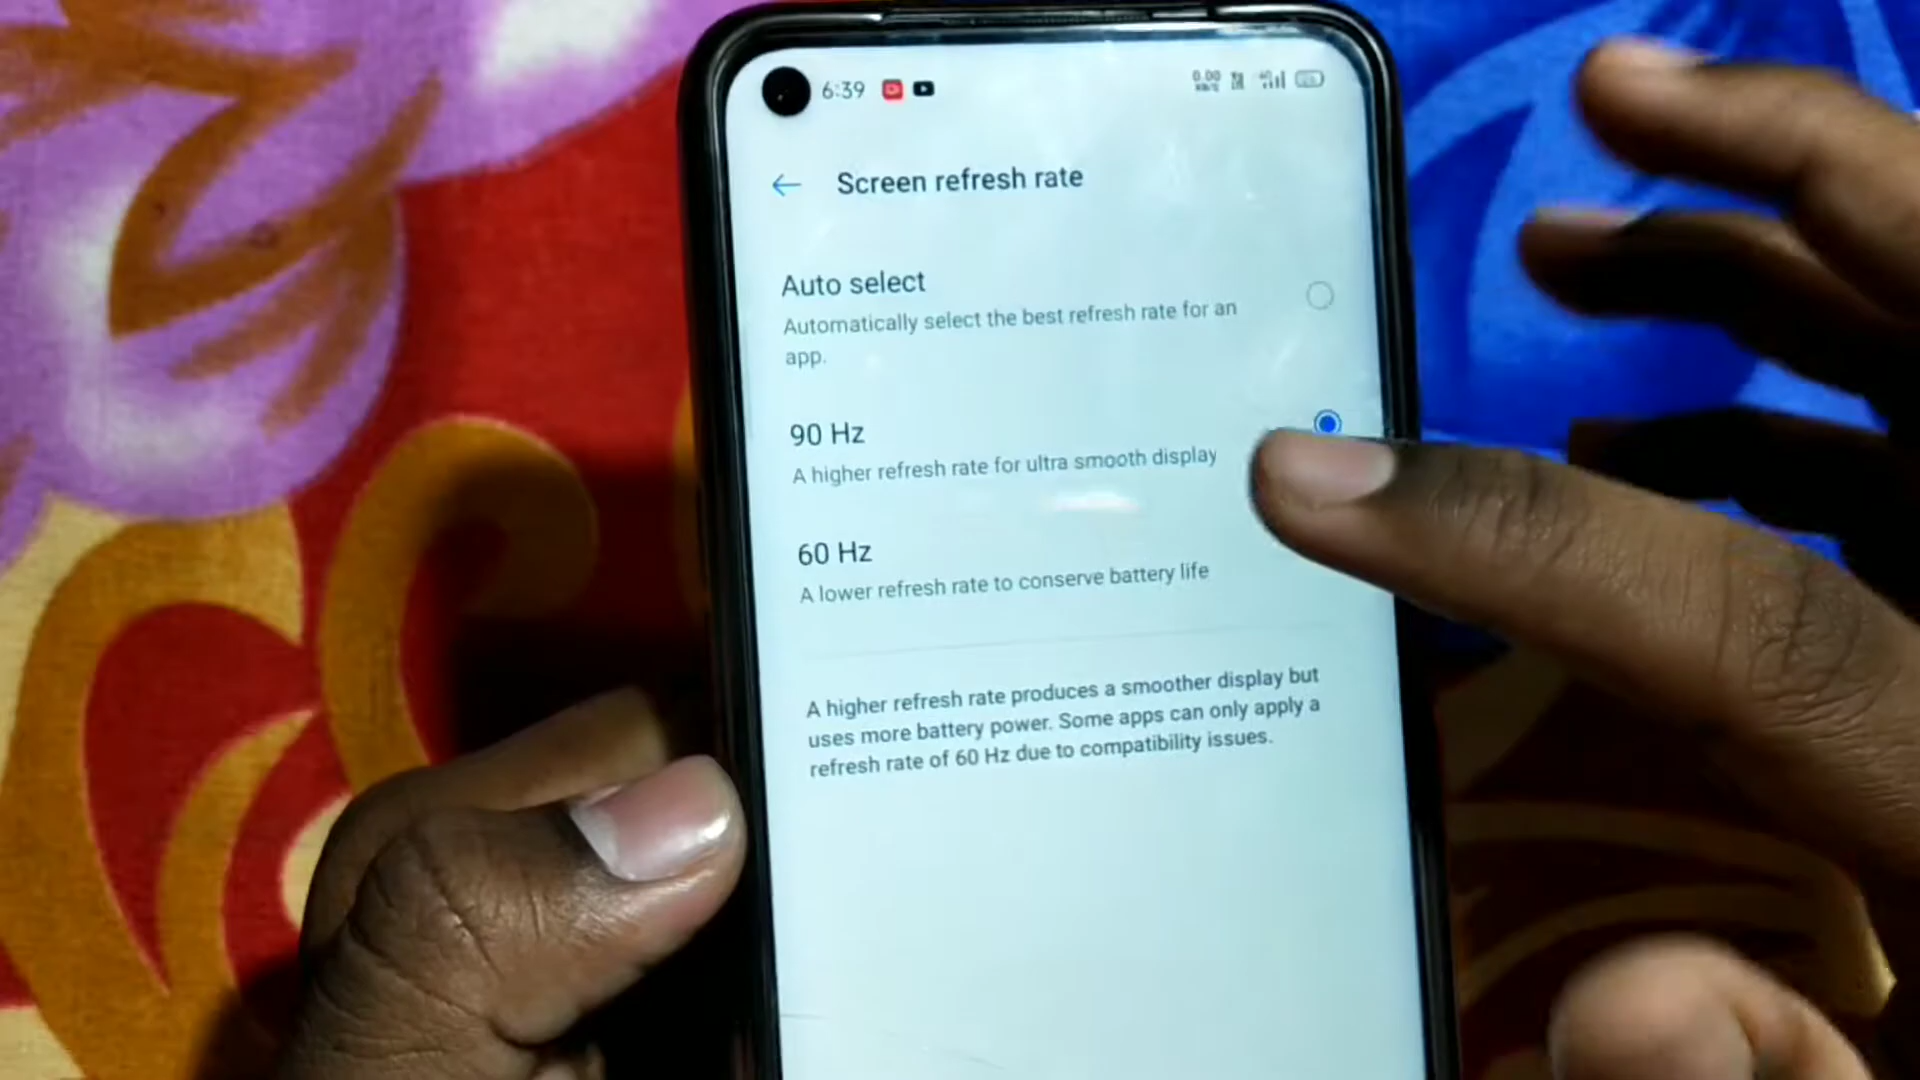 6:39
0.00
KB/S
Screen refresh rate
Auto select
Automatically select the best refresh rate for an
app.
90 Hz
A higher refresh rate for ultra smooth display
60 Hz
A lower refresh rate to conserve battery life
A higher refresh rate produces a smoother display but
uses more battery power. Some apps can only apply a
refresh rate of 60 Hz due to compatibility issues.